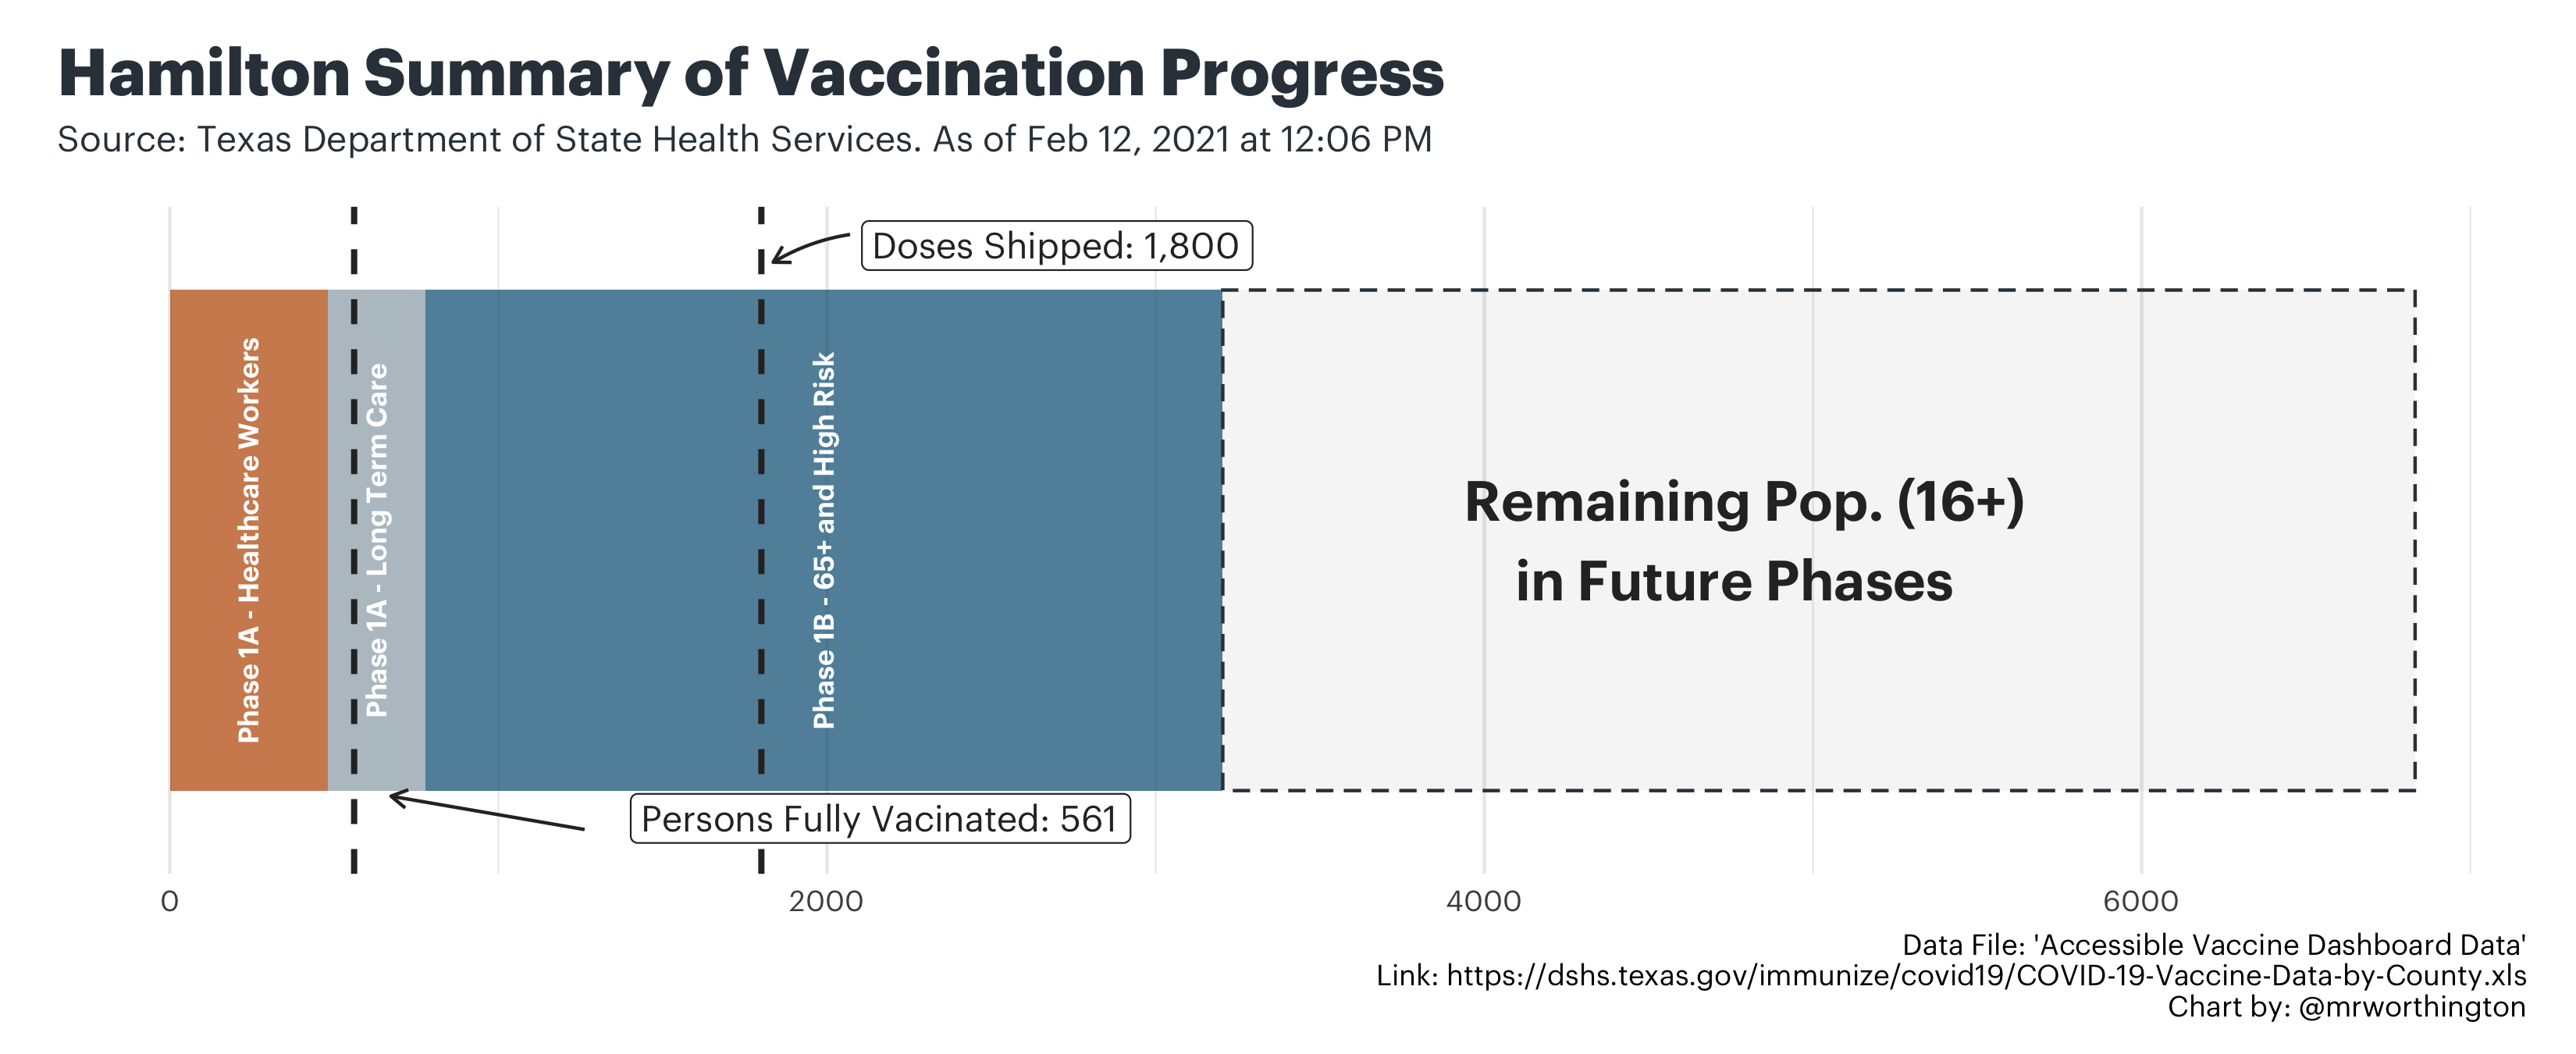 Hamilton Summary of Vaccination Progress
Source: Texas Department of State Health Services. As of Feb 12, 2021 at 12:06 PM
Doses Shipped: 1,800
Phase 1A - Healthcare Workers
Phase 1A - Long Term Care
Phase 1B - 65+ and High Risk
Remaining Pop. (16+)
in Future Phases
Persons Fully Vacinated: 561
0 2000 4000 6000
Data File: 'Accessible Vaccine Dashboard Data'
Link: https://dshs.texas.gov/immunize/covid19/COVID-19-Vaccine-Data-by-County.xls
Chart by: @mrworthington